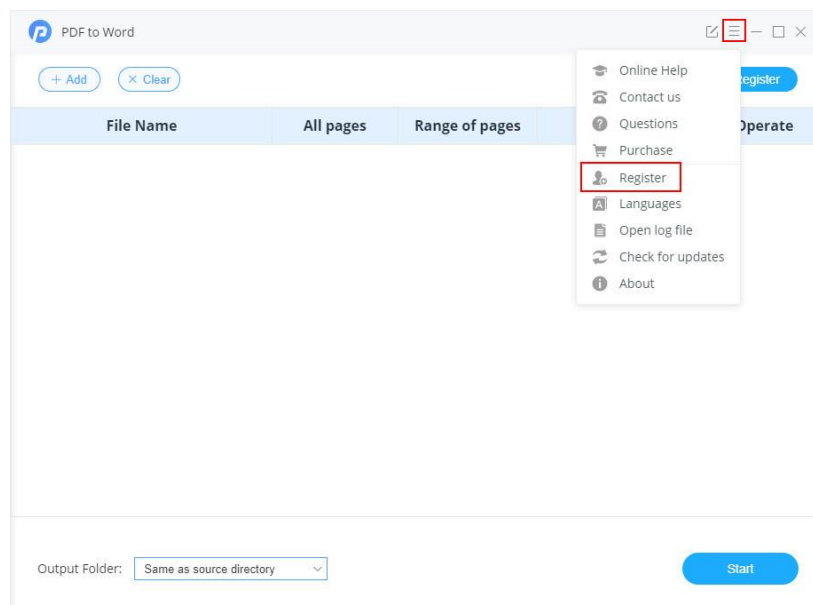 PDF to Word
+ Add
× Clear
egister
File Name
All pages
Range of pages
Operate
Online Help
Contact us
Questions
Purchase
Register
Languages
Open log file
Check for updates
About
Output Folder:
Same as source directory
Start